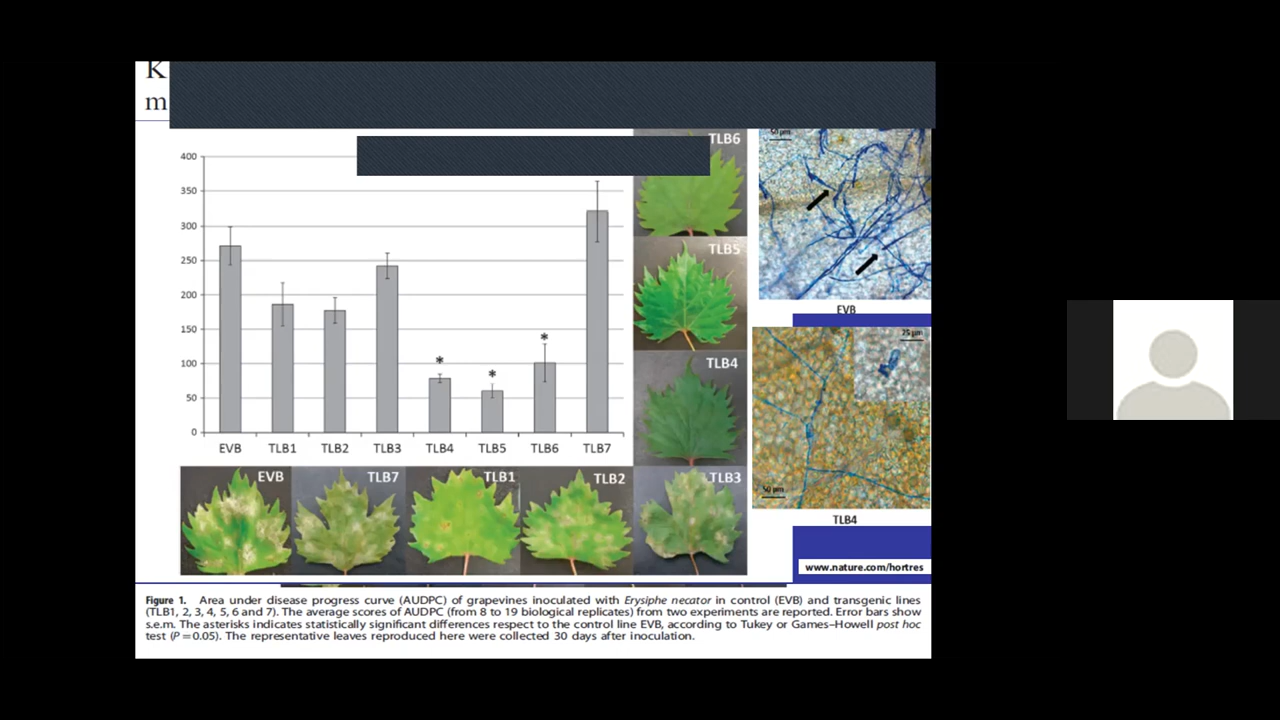 K
m
400
350
300
250
200
150
100
50
0
*
*
*
EVB TLB1 TLB2 TLB3 TLB4 TLB5 TLB6 TLB7
TLB6
TLB5
TLB4
EVB TLB7 TLB1 TLB2 TLB3
50 µm
EVB
25 µm
50 µm
TLB4
www.nature.com/hortres
Figure 1. Area under disease progress curve (AUDPC) of grapevines inoculated with Erysiphe necator in control (EVB) and transgenic lines
(TLB1, 2, 3, 4, 5, 6 and 7). The average scores of AUDPC (from 8 to 19 biological replicates) from two experiments are reported. Error bars show
s.e.m. The asterisks indicates statistically significant differences respect to the control line EVB, according to Tukey or Games–Howell post hoc
test (P=0.05). The representative leaves reproduced here were collected 30 days after inoculation.